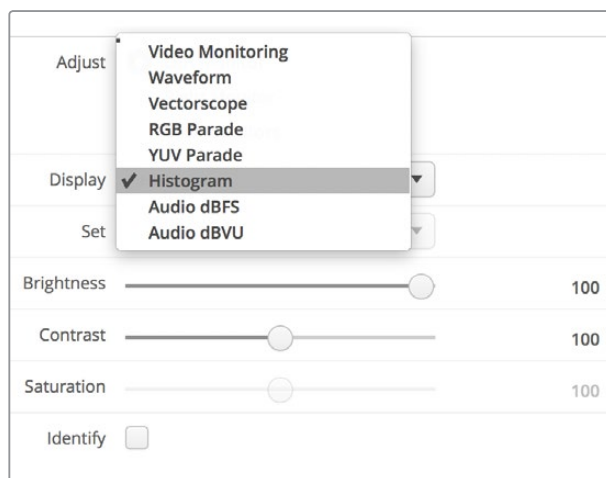 Adjust
Video Monitoring
Waveform
Vectorscope
RGB Parade
YUV Parade
Display ✓ Histogram
Audio dBFS
Set Audio dBVU
Brightness 100
Contrast 100
Saturation 100
Identify